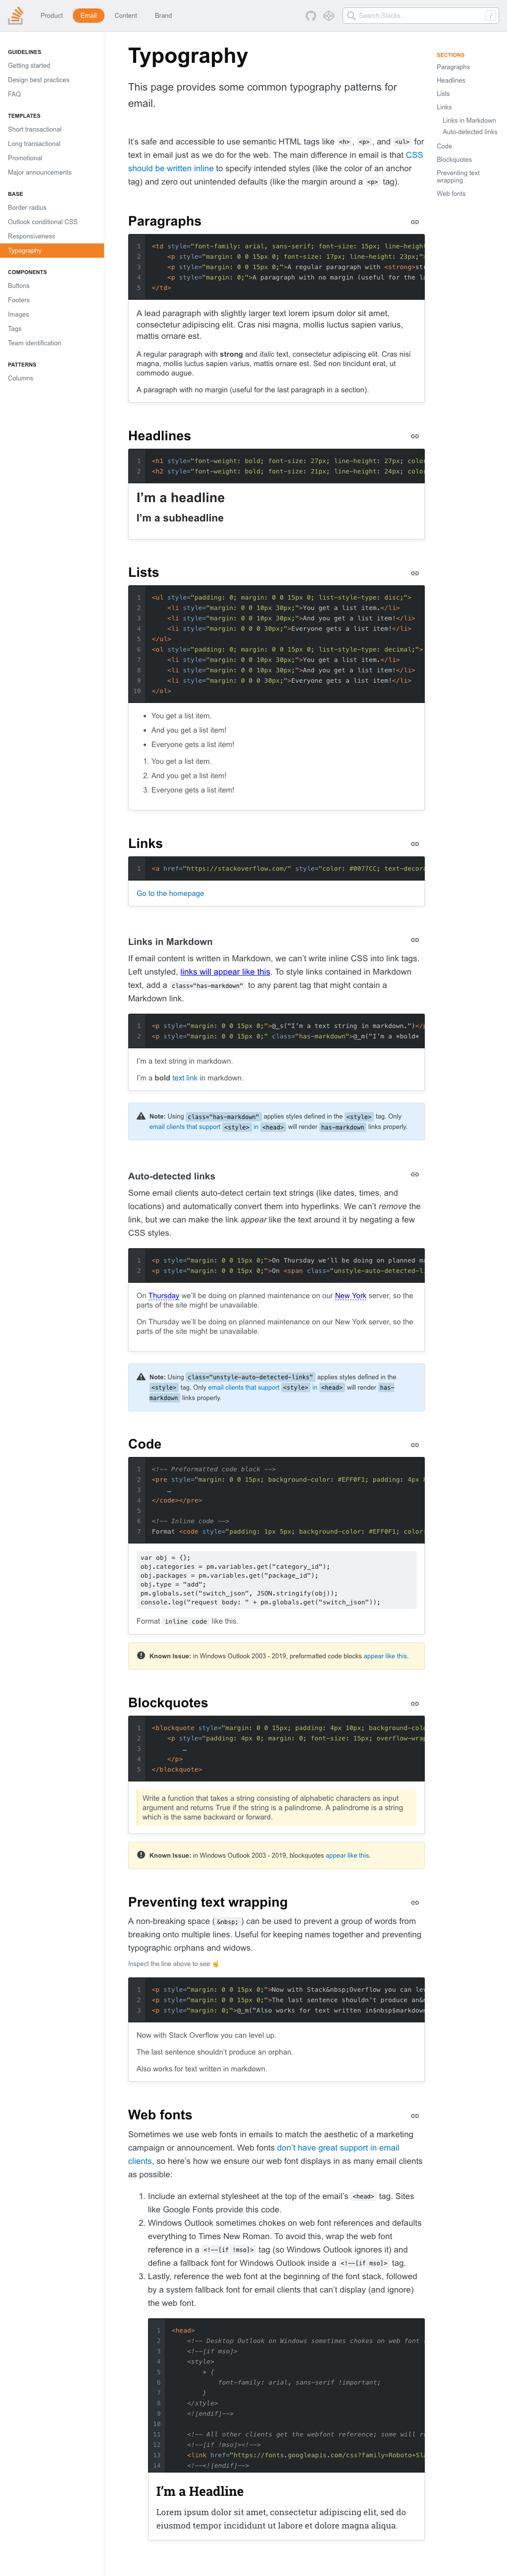 Product Email Content Brand Search Stacks… /
GUIDELINES
Getting started
Design best practices
FAQ
TEMPLATES
Short transactional
Long transactional
Promotional
Major announcements
BASE
Border radius
Outlook conditional CSS
Responsiveness
Typography
COMPONENTS
Buttons
Footers
Images
Tags
Team identification
PATTERNS
Columns
Typography
This page provides some common typography patterns for
email.
It’s safe and accessible to use semantic HTML tags like <h>, <p>, and <ul> for
text in email just as we do for the web. The main difference in email is that CSS
should be written inline to specify intended styles (like the color of an anchor
tag) and zero out unintended defaults (like the margin around a <p> tag).
SECTIONS
Paragraphs
Headlines
Lists
Links
Links in Markdown
Auto-detected links
Code
Blockquotes
Preventing text
wrapping
Web fonts
Paragraphs
1 <td style="font-family: arial, sans-serif; font-size: 15px; line-height
2 <p style="margin: 0 0 15px 0; font-size: 17px; line-height: 23px;">
3 <p style="margin: 0 0 15px 0;">A regular paragraph with <strong>str
4 <p style="margin: 0;">A paragraph with no margin (useful for the la
5 </td>
A lead paragraph with slightly larger text lorem ipsum dolor sit amet,
consectetur adipiscing elit. Cras nisi magna, mollis luctus sapien varius,
mattis ornare est.
A regular paragraph with strong and italic text, consectetur adipiscing elit. Cras nisi
magna, mollis luctus sapien varius, mattis ornare est. Sed non tincidunt erat, ut
commodo augue.
A paragraph with no margin (useful for the last paragraph in a section).
Headlines
1 <h1 style="font-weight: bold; font-size: 27px; line-height: 27px; color
2 <h2 style="font-weight: bold; font-size: 21px; line-height: 24px; color
I’m a headline
I’m a subheadline
Lists
1 <ul style="padding: 0; margin: 0 0 15px 0; list-style-type: disc;">
2 <li style="margin: 0 0 10px 30px;">You get a list item.</li>
3 <li style="margin: 0 0 10px 30px;">And you get a list item!</li>
4 <li style="margin: 0 0 0 30px;">Everyone gets a list item!</li>
5 </ul>
6 <ol style="padding: 0; margin: 0 0 15px 0; list-style-type: decimal;">
7 <li style="margin: 0 0 10px 30px;">You get a list item.</li>
8 <li style="margin: 0 0 10px 30px;">And you get a list item!</li>
9 <li style="margin: 0 0 0 30px;">Everyone gets a list item!</li>
10 </ol>
• You get a list item.
• And you get a list item!
• Everyone gets a list item!
1. You get a list item.
2. And you get a list item!
3. Everyone gets a list item!
Links
1 <a href="https://stackoverflow.com/" style="color: #0077CC; text-decora
Go to the homepage
Links in Markdown
If email content is written in Markdown, we can’t write inline CSS into link tags.
Left unstyled, links will appear like this. To style links contained in Markdown
text, add a class="has-markdown" to any parent tag that might contain a
Markdown link.
1 <p style="margin: 0 0 15px 0;">@_s("I'm a text string in markdown.")</p
2 <p style="margin: 0 0 15px 0;" class="has-markdown">@_m("I'm a *bold*
I’m a text string in markdown.
I’m a bold text link in markdown.
Note: Using class="has-markdown" applies styles defined in the <style> tag. Only
email clients that support <style> in <head> will render has-markdown links properly.
Auto-detected links
Some email clients auto-detect certain text strings (like dates, times, and
locations) and automatically convert them into hyperlinks. We can’t remove the
link, but we can make the link appear like the text around it by negating a few
CSS styles.
1 <p style="margin: 0 0 15px 0;">On Thursday we’ll be doing on planned ma
2 <p style="margin: 0 0 15px 0;">On <span class="unstyle-auto-detected-li
On Thursday we’ll be doing on planned maintenance on our New York server, so the
parts of the site might be unavailable.
On Thursday we’ll be doing on planned maintenance on our New York server, so the
parts of the site might be unavailable.
Note: Using class="unstyle-auto-detected-links" applies styles defined in the
<style> tag. Only email clients that support <style> in <head> will render has-
markdown links properly.
Code
1 <!-- Preformatted code block -->
2 <pre style="margin: 0 0 15px; background-color: #EFF0F1; padding: 4px 8
3 …
4 </code></pre>
5
6 <!-- Inline code -->
7 Format <code style="padding: 1px 5px; background-color: #EFF0F1; color:
var obj = {};
obj.categories = pm.variables.get("category_id");
obj.packages = pm.variables.get("package_id");
obj.type = "add";
pm.globals.set("switch_json", JSON.stringify(obj));
console.log("request body: " + pm.globals.get("switch_json"));
Format inline code like this.
Known Issue: in Windows Outlook 2003 - 2019, preformatted code blocks appear like this.
Blockquotes
1 <blockquote style="margin: 0 0 15px; padding: 4px 10px; background-colo
2 <p style="padding: 4px 0; margin: 0; font-size: 15px; overflow-wrap
3 …
4 </p>
5 </blockquote>
Write a function that takes a string consisting of alphabetic characters as input
argument and returns True if the string is a palindrome. A palindrome is a string
which is the same backward or forward.
Known Issue: in Windows Outlook 2003 - 2019, blockquotes appear like this.
Preventing text wrapping
A non-breaking space (&nbsp;) can be used to prevent a group of words from
breaking onto multiple lines. Useful for keeping names together and preventing
typographic orphans and widows.
Inspect the line above to see ☝
1 <p style="margin: 0 0 15px 0;">Now with Stack&nbsp;Overflow you can lev
2 <p style="margin: 0 0 15px 0;">The last sentence shouldn’t produce an&n
3 <p style="margin: 0;">@_m("Also works for text written in$nbsp$markdown
Now with Stack Overflow you can level up.
The last sentence shouldn’t produce an orphan.
Also works for text written in markdown.
Web fonts
Sometimes we use web fonts in emails to match the aesthetic of a marketing
campaign or announcement. Web fonts don’t have great support in email
clients, so here’s how we ensure our web font displays in as many email clients
as possible:
1. Include an external stylesheet at the top of the email’s <head> tag. Sites
like Google Fonts provide this code.
2. Windows Outlook sometimes chokes on web font references and defaults
everything to Times New Roman. To avoid this, wrap the web font
reference in a <!--[if !mso]> tag (so Windows Outlook ignores it) and
define a fallback font for Windows Outlook inside a <!--[if mso]> tag.
3. Lastly, reference the web font at the beginning of the font stack, followed
by a system fallback font for email clients that can’t display (and ignore)
the web font.
1 <head>
2 <!-- Desktop Outlook on Windows sometimes chokes on web font
3 <!--[if mso]>
4 <style>
5 * {
6 font-family: arial, sans-serif !important;
7 }
8 </style>
9 <![endif]-->
10
11 <!-- All other clients get the webfont reference; some will re
12 <!--[if !mso]><!-->
13 <link href="https://fonts.googleapis.com/css?family=Roboto+Sla
14 <!--<![endif]-->
I’m a Headline
Lorem ipsum dolor sit amet, consectetur adipiscing elit, sed do
eiusmod tempor incididunt ut labore et dolore magna aliqua.